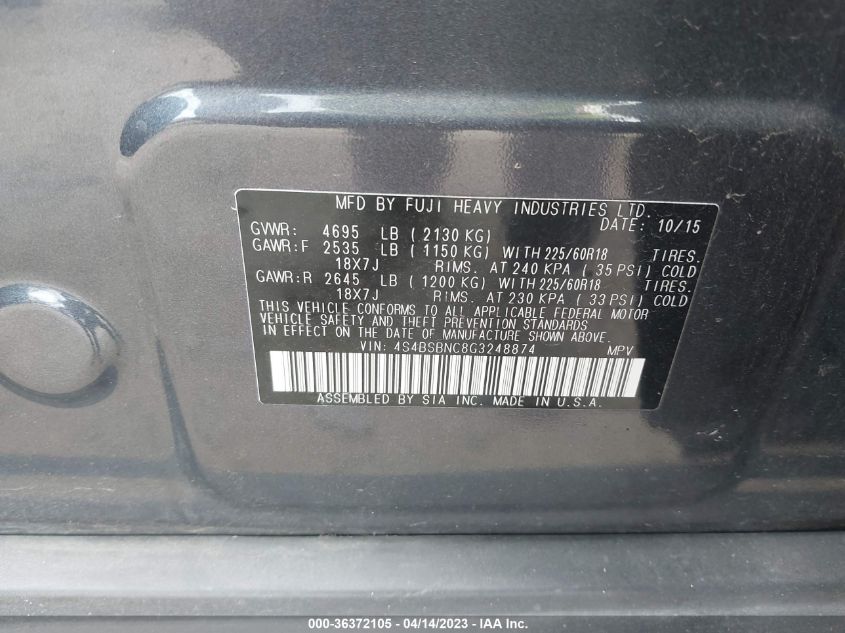 MFD BY FUJI HEAVY INDUSTRIES LTD.
DATE: 10/15
GVWR: 4695 LB (2130 KG)
GAWR:F 2535 LB (1150 KG) WITH 225/60R18 TIRES.
18X7J RIMS. AT 240 KPA (35 PSI) COLD
GAWR:R 2645 LB (1200 KG) WITH 225/60R18 TIRES.
18X7J RIMS. AT 230 KPA (33 PSI) COLD
THIS VEHICLE CONFORMS TO ALL APPLICABLE FEDERAL MOTOR
VEHICLE SAFETY AND THEFT PREVENTION STANDARDS
IN EFFECT ON THE DATE OF MANUFACTURE SHOWN ABOVE.
VIN: 4S4BSBNC8G3248874 MPV
ASSEMBLED BY SIA INC. MADE IN U.S.A.
000-36372105 - 04/14/2023 - IAA Inc.